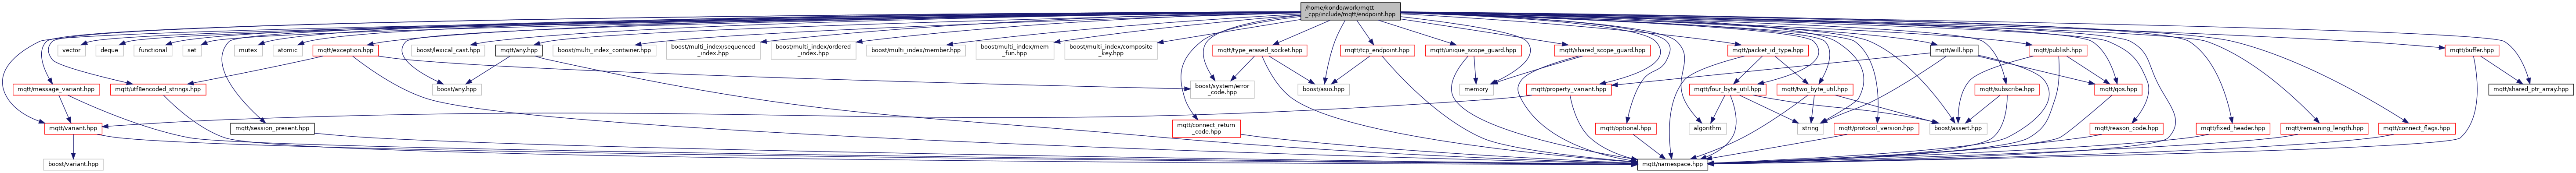 /home/kondo/work/mqtt
_cpp/include/mqtt/endpoint.hpp
vector
deque
functional
set
mutex
atomic
mqtt/exception.hpp
boost/lexical_cast.hpp
mqtt/any.hpp
boost/multi_index_container.hpp
boost/multi_index/sequenced
_index.hpp
boost/multi_index/ordered
_index.hpp
boost/multi_index/member.hpp
boost/multi_index/mem
_fun.hpp
boost/multi_index/composite
_key.hpp
mqtt/type_erased_socket.hpp
mqtt/tcp_endpoint.hpp
mqtt/unique_scope_guard.hpp
mqtt/shared_scope_guard.hpp
mqtt/packet_id_type.hpp
mqtt/will.hpp
mqtt/publish.hpp
mqtt/buffer.hpp
mqtt/message_variant.hpp
mqtt/utf8encoded_strings.hpp
boost/any.hpp
boost/system/error
_code.hpp
boost/asio.hpp
memory
mqtt/property_variant.hpp
mqtt/four_byte_util.hpp
mqtt/two_byte_util.hpp
mqtt/subscribe.hpp
mqtt/qos.hpp
mqtt/shared_ptr_array.hpp
mqtt/variant.hpp
mqtt/session_present.hpp
mqtt/connect_return
_code.hpp
mqtt/optional.hpp
algorithm
string
mqtt/protocol_version.hpp
boost/assert.hpp
mqtt/reason_code.hpp
mqtt/fixed_header.hpp
mqtt/remaining_length.hpp
mqtt/connect_flags.hpp
boost/variant.hpp
mqtt/namespace.hpp